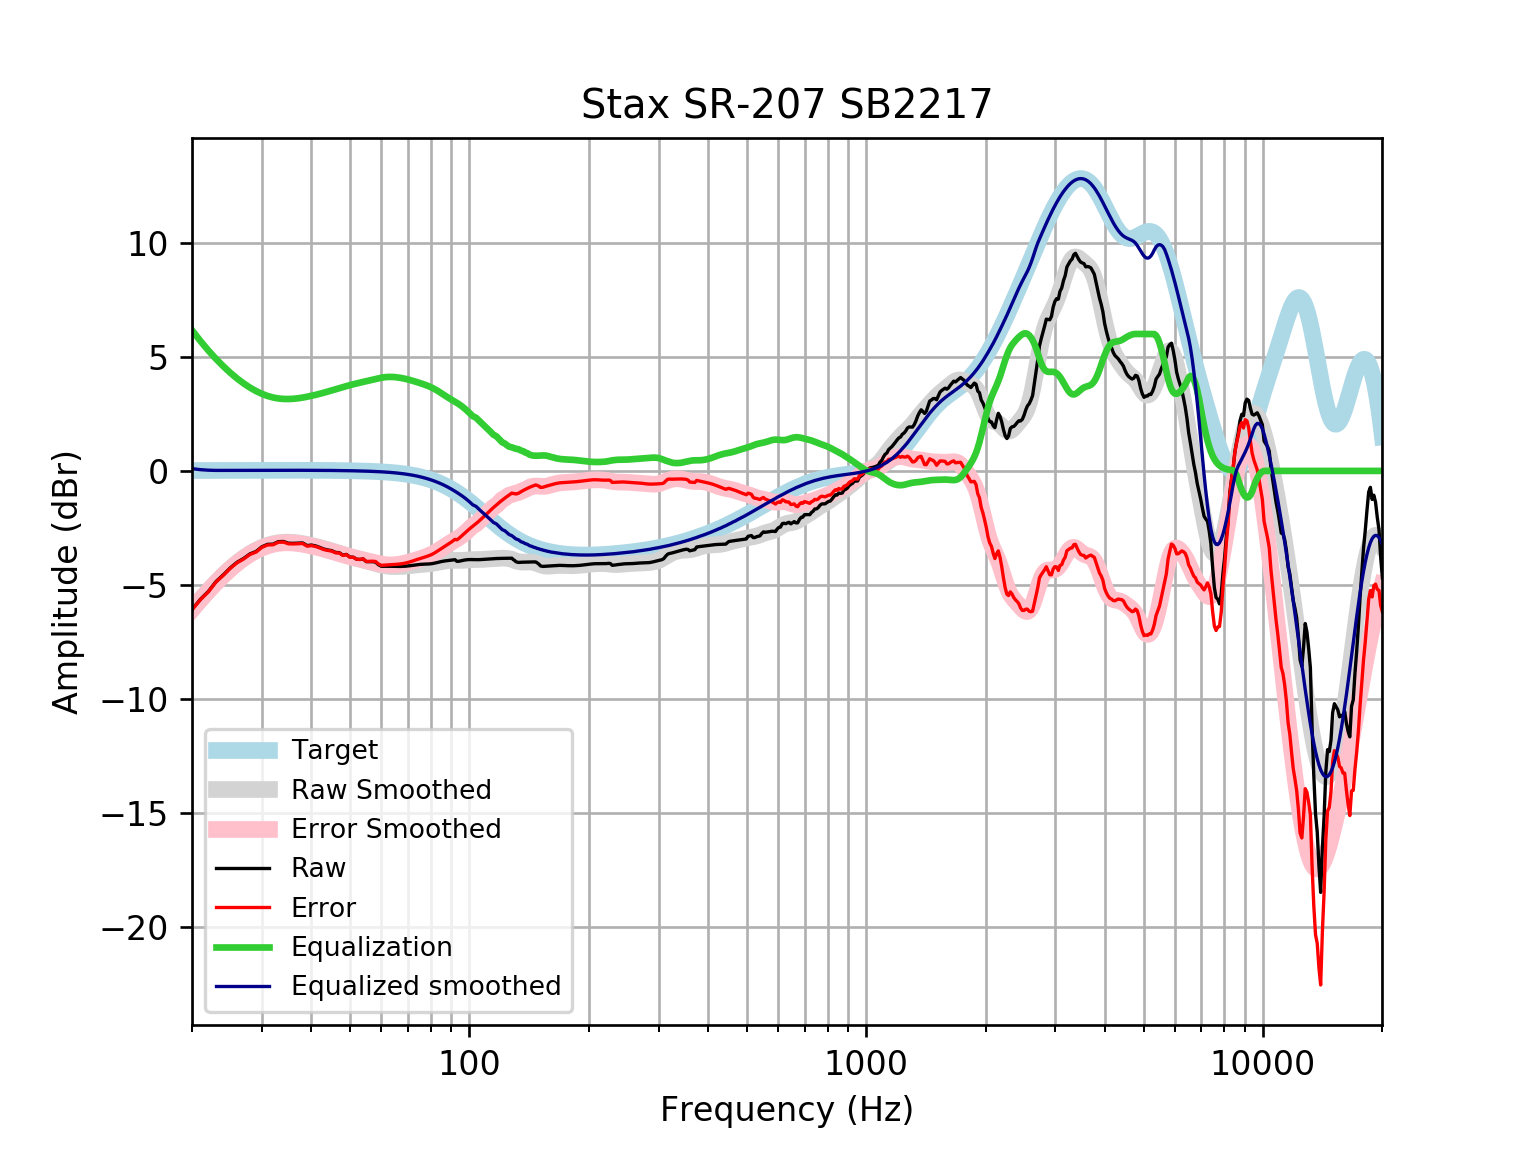 Stax SR-207 SB2217
Amplitude (dBr)
10
5
0
−5
−10
−15
−20
Target
Raw Smoothed
Error Smoothed
Raw
Error
Equalization
Equalized smoothed
100
1000
10000
Frequency (Hz)